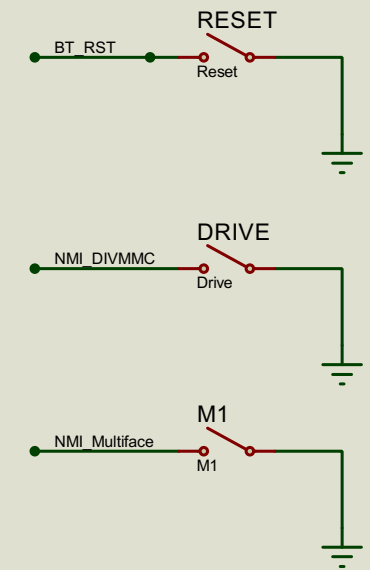 RESET
BT_RST
Reset
DRIVE
NMI_DIVMMC
Drive
M1
NMI_Multiface
M1